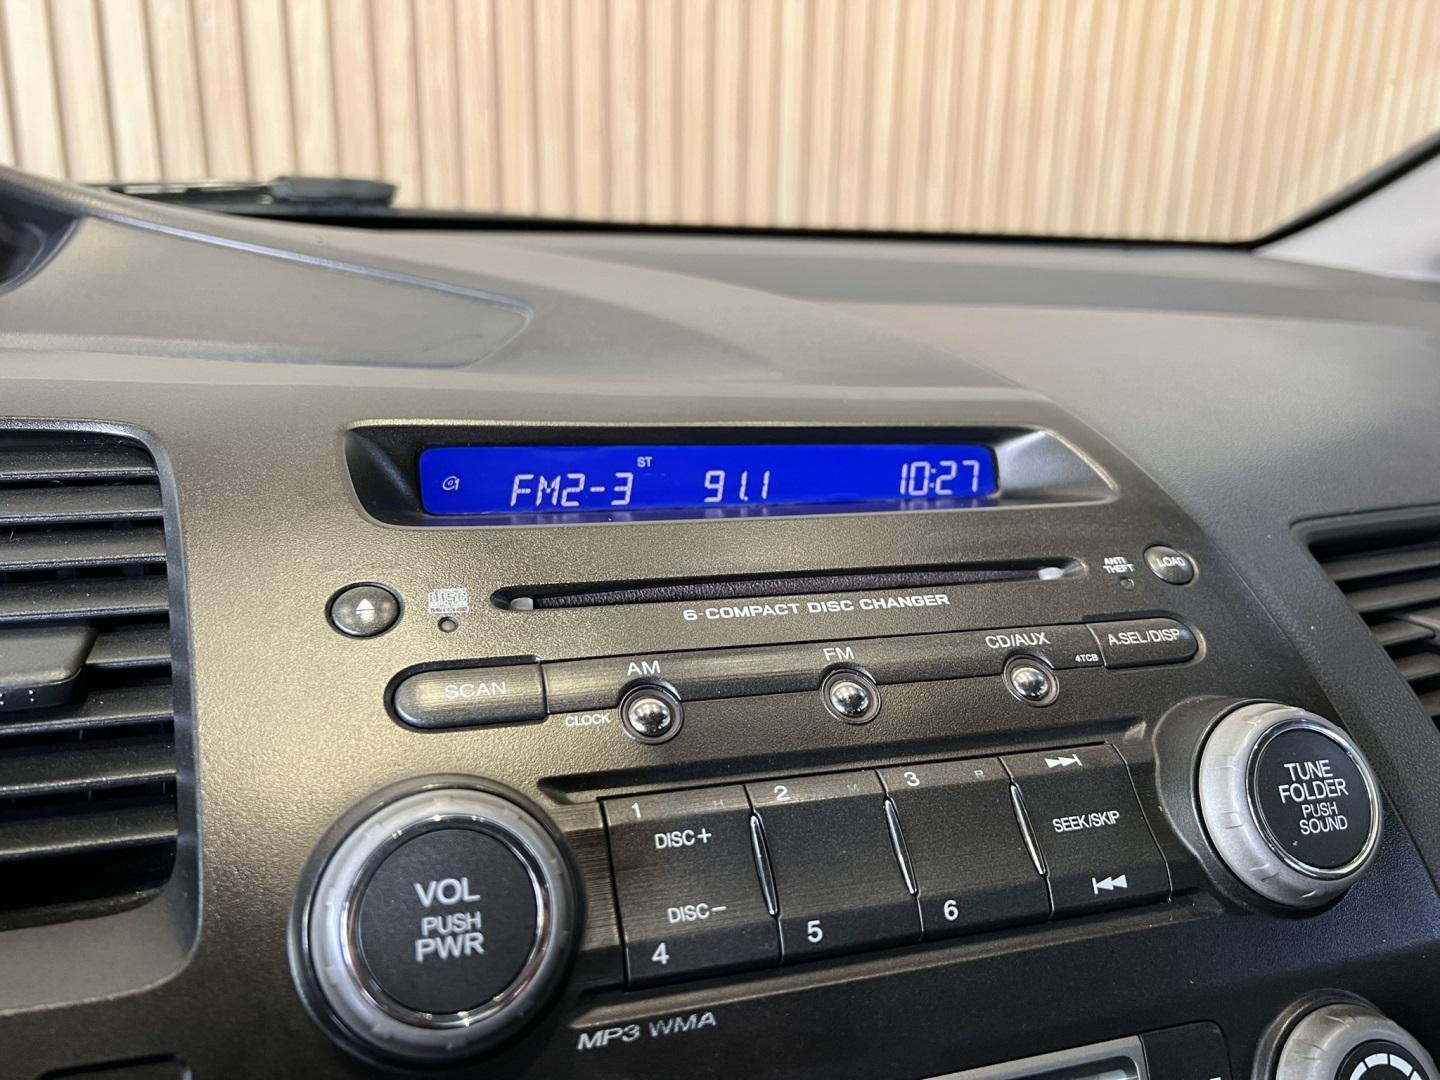 FM2-3 ST 91.1 10:27
ANTI THEFT LOAD
disc
6-COMPACT DISC CHANGER
SCAN AM FM CD/AUX 4TCB A.SEL/DISP
CLOCK
1 H 2 M 3 R
DISC+
SEEK/SKIP
DISC-
4 5 6
VOL
PUSH
PWR
TUNE
FOLDER
PUSH
SOUND
MP3 WMA